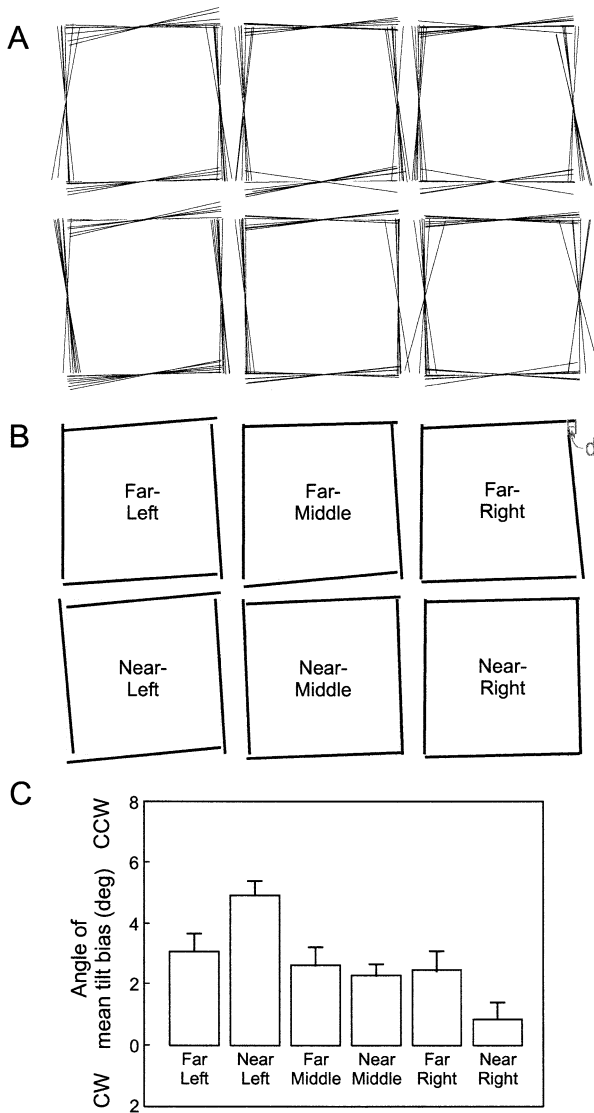 A
B
Far-
Left
Far-
Middle
Far-
Right
d
Near-
Left
Near-
Middle
Near-
Right
C
Angle of
mean tilt bias (deg)
CCW
CW
8
6
4
2
0
2
Far
Left
Near
Left
Far
Middle
Near
Middle
Far
Right
Near
Right